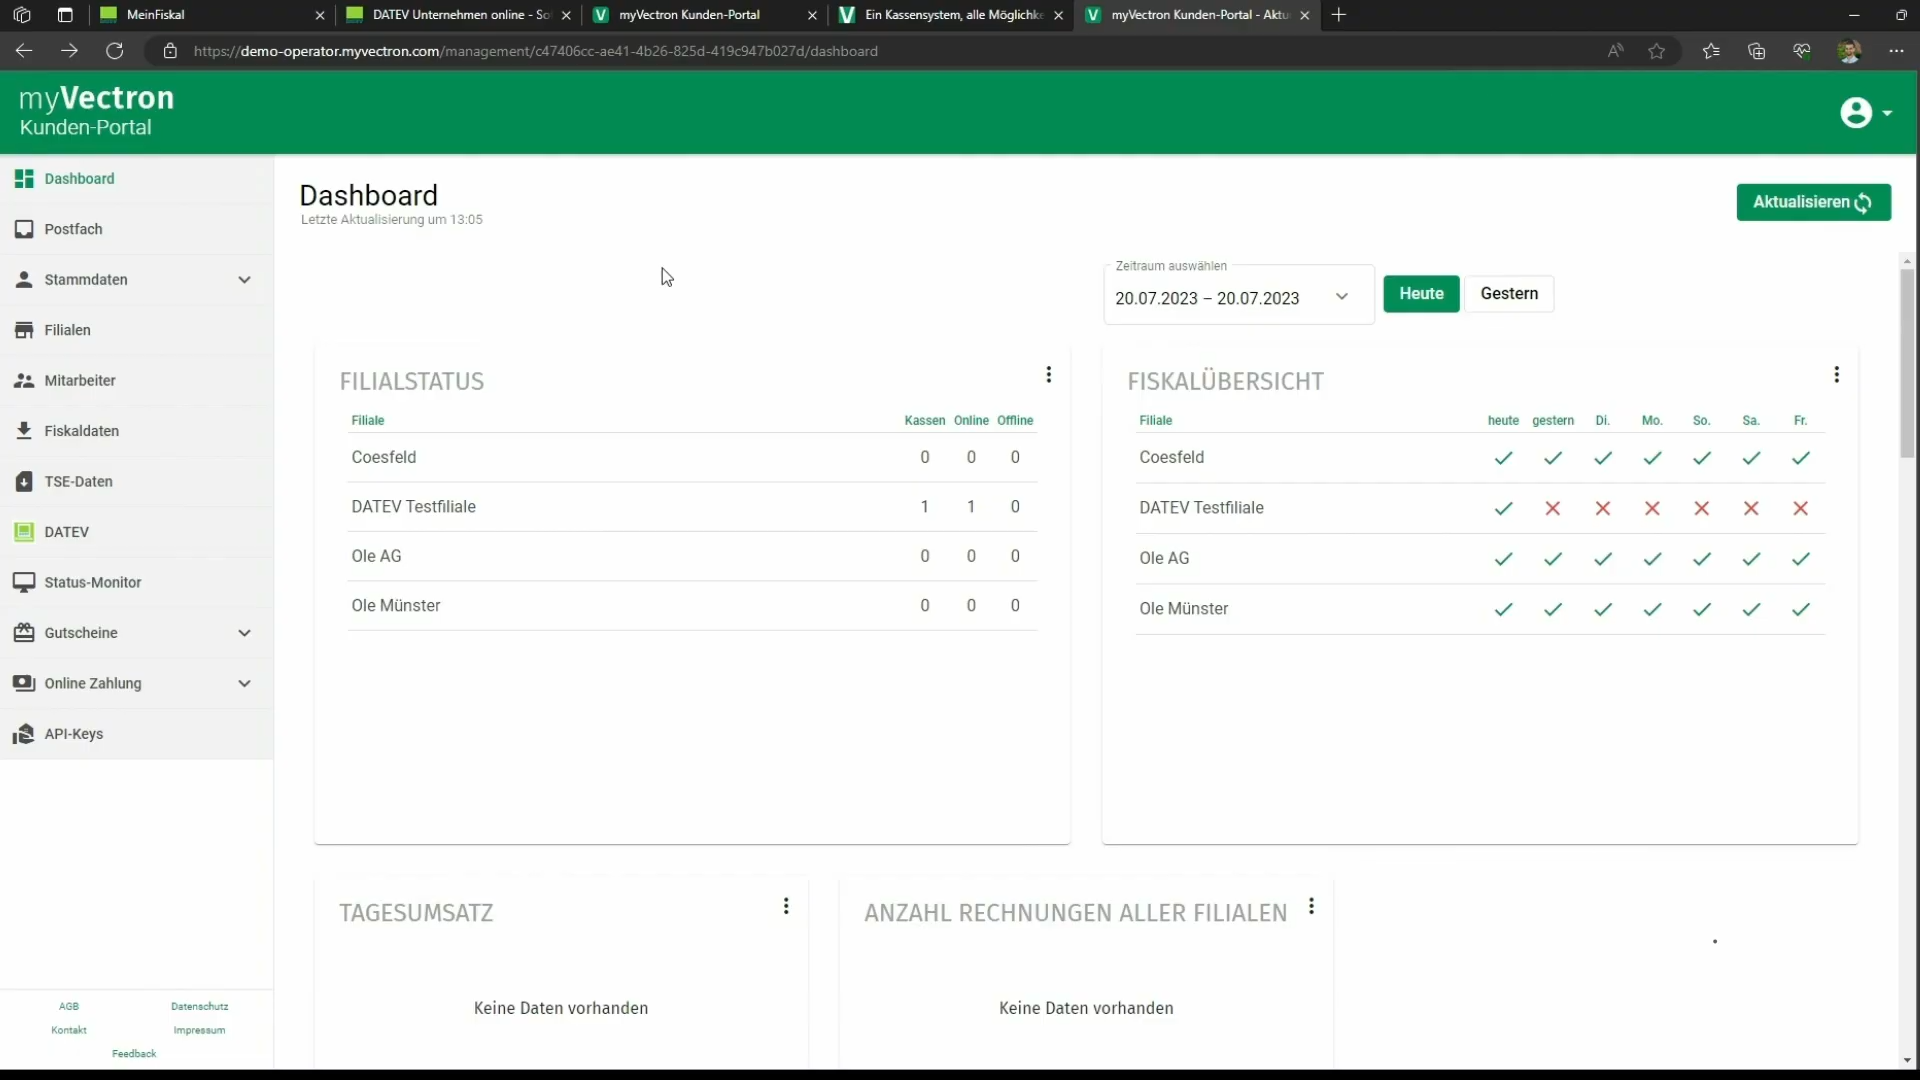 MeinFiskal
DATEV Unternehmen online - So
myVectron Kunden-Portal
Ein Kassensystem, alle Möglichke
myVectron Kunden-Portal - Aktu
https://demo-operator.myvectron.com/management/c47406cc-ae41-4b26-825d-419c947b027d/dashboard
myVectron
Kunden-Portal
Dashboard
Postfach
Stammdaten
Filialen
Mitarbeiter
Fiskaldaten
TSE-Daten
DATEV
Status-Monitor
Gutscheine
Online Zahlung
API-Keys
AGB Datenschutz
Kontakt Impressum
Feedback
Dashboard
Letzte Aktualisierung um 13:05
Aktualisieren
Zeitraum auswählen
20.07.2023 – 20.07.2023
Heute
Gestern
FILIALSTATUS
Filiale Kassen Online Offline
Coesfeld 0 0 0
DATEV Testfiliale 1 1 0
Ole AG 0 0 0
Ole Münster 0 0 0
FISKALÜBERSICHT
Filiale heute gestern Di. Mo. So. Sa. Fr.
Coesfeld
DATEV Testfiliale
Ole AG
Ole Münster
TAGESUMSATZ
Keine Daten vorhanden
ANZAHL RECHNUNGEN ALLER FILIALEN
Keine Daten vorhanden